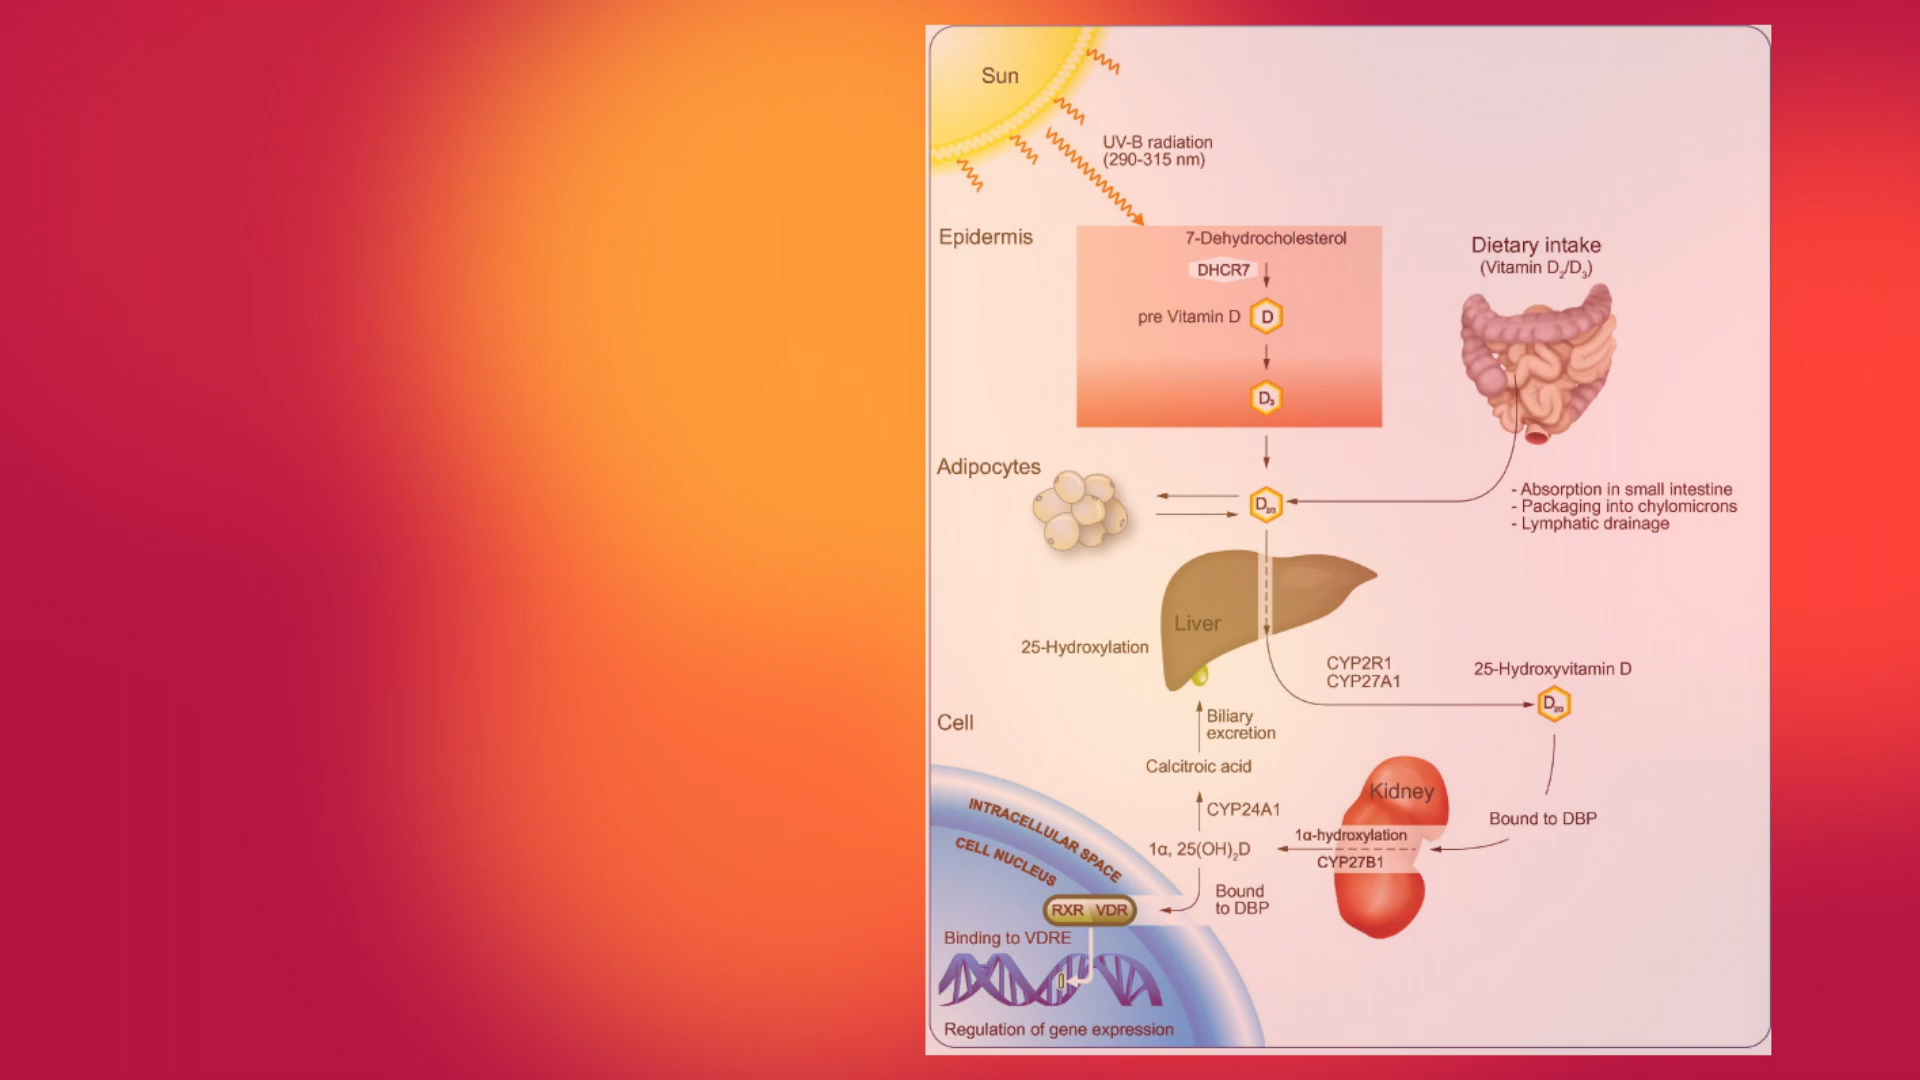 Sun
UV-B radiation
(290-315 nm)
Epidermis
7-Dehydrocholesterol
DHCR7
pre Vitamin D
D
D₃
Dietary intake
(Vitamin D₂/D₃)
Adipocytes
D₂/₃
- Absorption in small intestine
- Packaging into chylomicrons
- Lymphatic drainage
Liver
25-Hydroxylation
CYP2R1
CYP27A1
25-Hydroxyvitamin D
D₂/₃
Cell
Biliary
excretion
Calcitroic acid
Kidney
CYP24A1
Bound to DBP
1α-hydroxylation
1α, 25(OH)₂D
CYP27B1
INTRACELLULAR SPACE
CELL NUCLEUS
Bound
to DBP
RXR VDR
Binding to VDRE
Regulation of gene expression